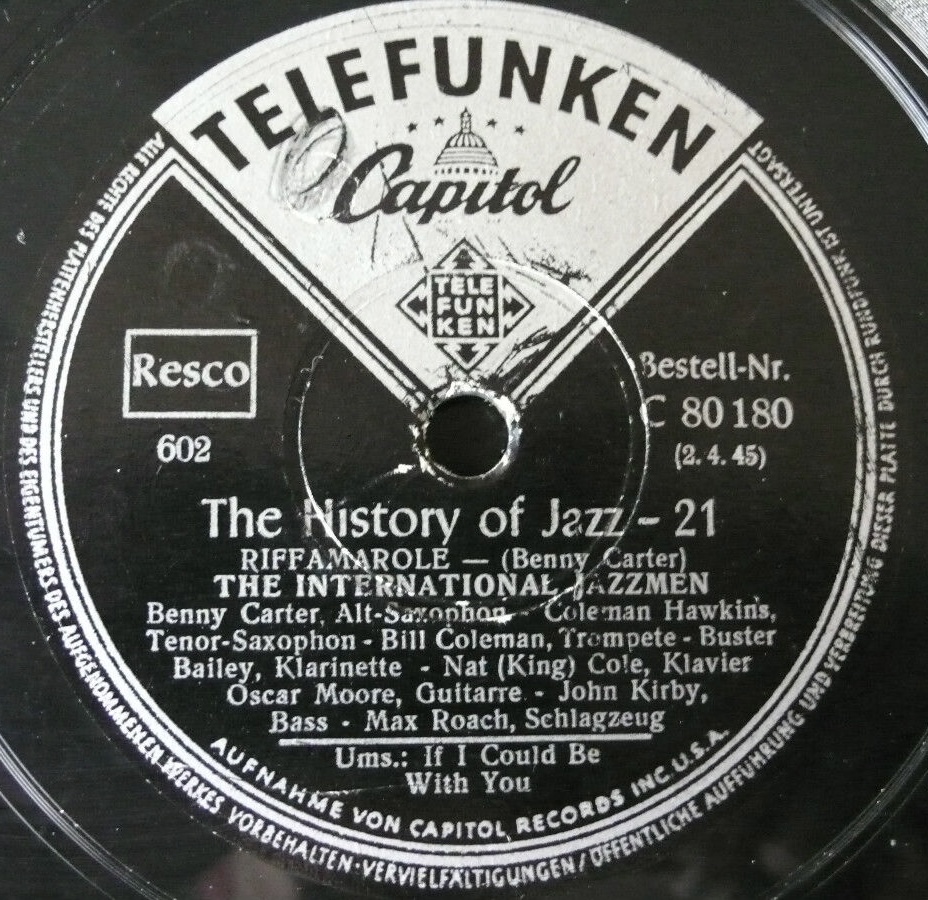 TELEFUNKEN
Capitol
TELE
FUN
KEN
Resco
602
Bestell-Nr.
C 80 180
(2. 4. 45)
The History of Jazz – 21
RIFFAMAROLE — (Benny Carter)
THE INTERNATIONAL JAZZMEN
Benny Carter, Alt-Saxophon - Coleman Hawkins,
Tenor-Saxophon - Bill Coleman, Trompete - Buster
Bailey, Klarinette - Nat (King) Cole, Klavier
Oscar Moore, Guitarre - John Kirby,
Bass - Max Roach, Schlagzeug
Ums.: If I Could Be
With You
AUFNAHME VON CAPITOL RECORDS INC. U.S.A.
ALLE RECHTE DES PLATTENHERSTELLERS UND DES EIGENTUMERS DES AUFGENOMMENEN WERKES VORBEHALTEN · VERVIELFÄLTIGUNGEN / ÖFFENTLICHE AUFFÜHRUNG UND VERBREITUNG DIESER PLATTE DURCH RUNDFUNK IST UNTERSAGT